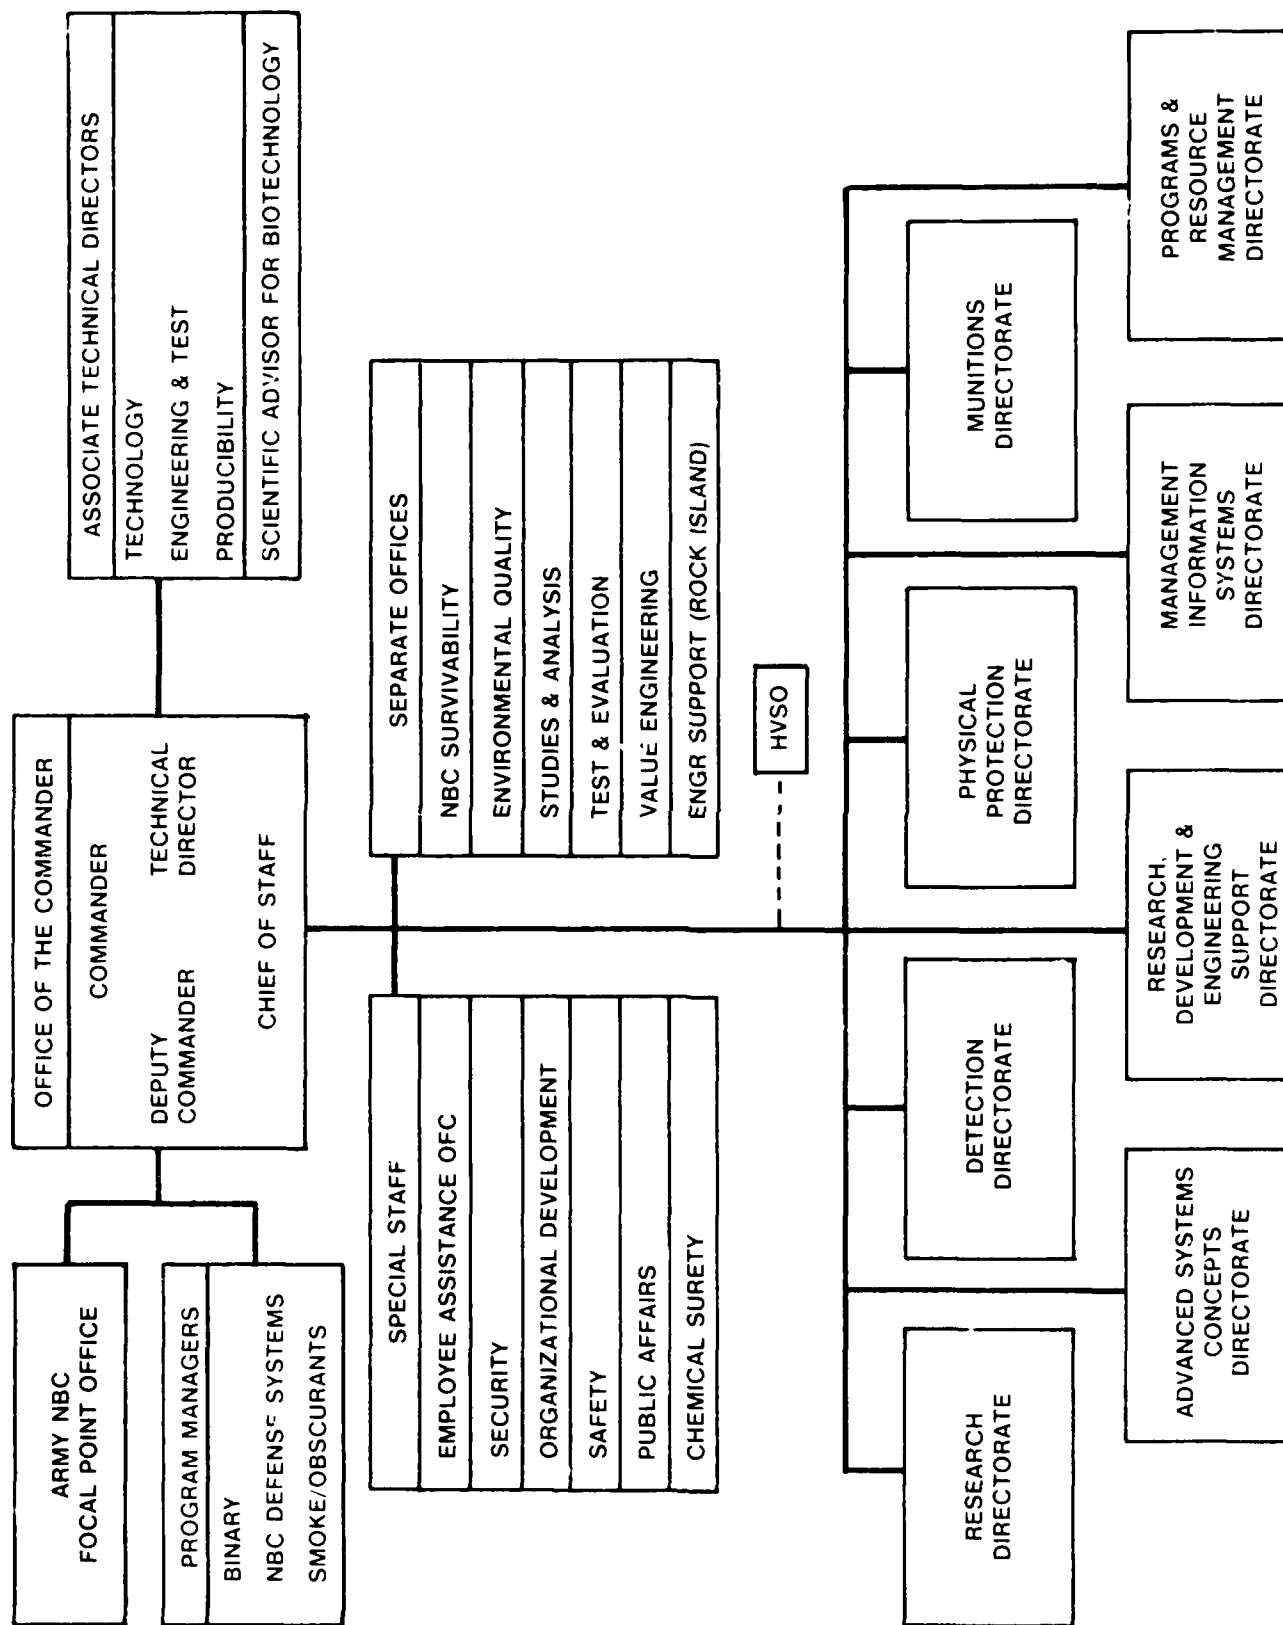 ARMY NBC
FOCAL POINT OFFICE
PROGRAM MANAGERS
BINARY
NBC DEFENSE SYSTEMS
SMOKE/OBSCURANTS
OFFICE OF THE COMMANDER
COMMANDER
DEPUTY
COMMANDER
TECHNICAL
DIRECTOR
CHIEF OF STAFF
ASSOCIATE TECHNICAL DIRECTORS
TECHNOLOGY
ENGINEERING & TEST
PRODUCIBILITY
SCIENTIFIC ADVISOR FOR BIOTECHNOLOGY
SPECIAL STAFF
EMPLOYEE ASSISTANCE OFC
SECURITY
ORGANIZATIONAL DEVELOPMENT
SAFETY
PUBLIC AFFAIRS
CHEMICAL SURETY
SEPARATE OFFICES
NBC SURVIVABILITY
ENVIRONMENTAL QUALITY
STUDIES & ANALYSIS
TEST & EVALUATION
VALUE ENGINEERING
ENGR SUPPORT (ROCK ISLAND)
HVSO
RESEARCH
DIRECTORATE
DETECTION
DIRECTORATE
PHYSICAL
PROTECTION
DIRECTORATE
MUNITIONS
DIRECTORATE
ADVANCED SYSTEMS
CONCEPTS
DIRECTORATE
RESEARCH,
DEVELOPMENT &
ENGINEERING
SUPPORT
DIRECTORATE
MANAGEMENT
INFORMATION
SYSTEMS
DIRECTORATE
PROGRAMS &
RESOURCE
MANAGEMENT
DIRECTORATE